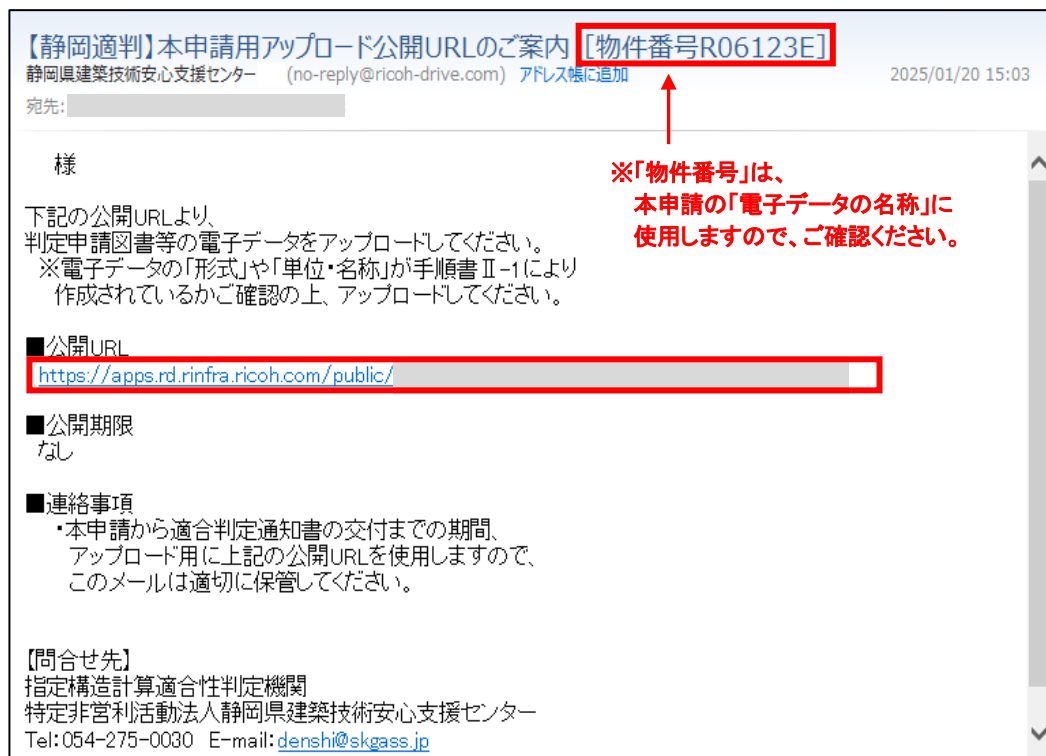 【静岡適判】本申請用アップロード公開URLのご案内 [物件番号R06123E]
静岡県建築技術安心支援センター (no-reply@ricoh-drive.com) アドレス帳に追加 2025/01/20 15:03
宛先:
様
※「物件番号」は、
本申請の「電子データの名称」に
使用しますので、ご確認ください。
下記の公開URLより、
判定申請図書等の電子データをアップロードしてください。
※電子データの「形式」や「単位・名称」が手順書Ⅱ-1により
作成されているかご確認の上、アップロードしてください。
■公開URL
https://apps.rd.rinfra.ricoh.com/public/
■公開期限
なし
■連絡事項
・本申請から適合判定通知書の交付までの期間、
アップロード用に上記の公開URLを使用しますので、
このメールは適切に保管してください。
【問合せ先】
指定構造計算適合性判定機関
特定非営利活動法人静岡県建築技術安心支援センター
Tel:054-275-0030 E-mail:denshi@skgass.jp